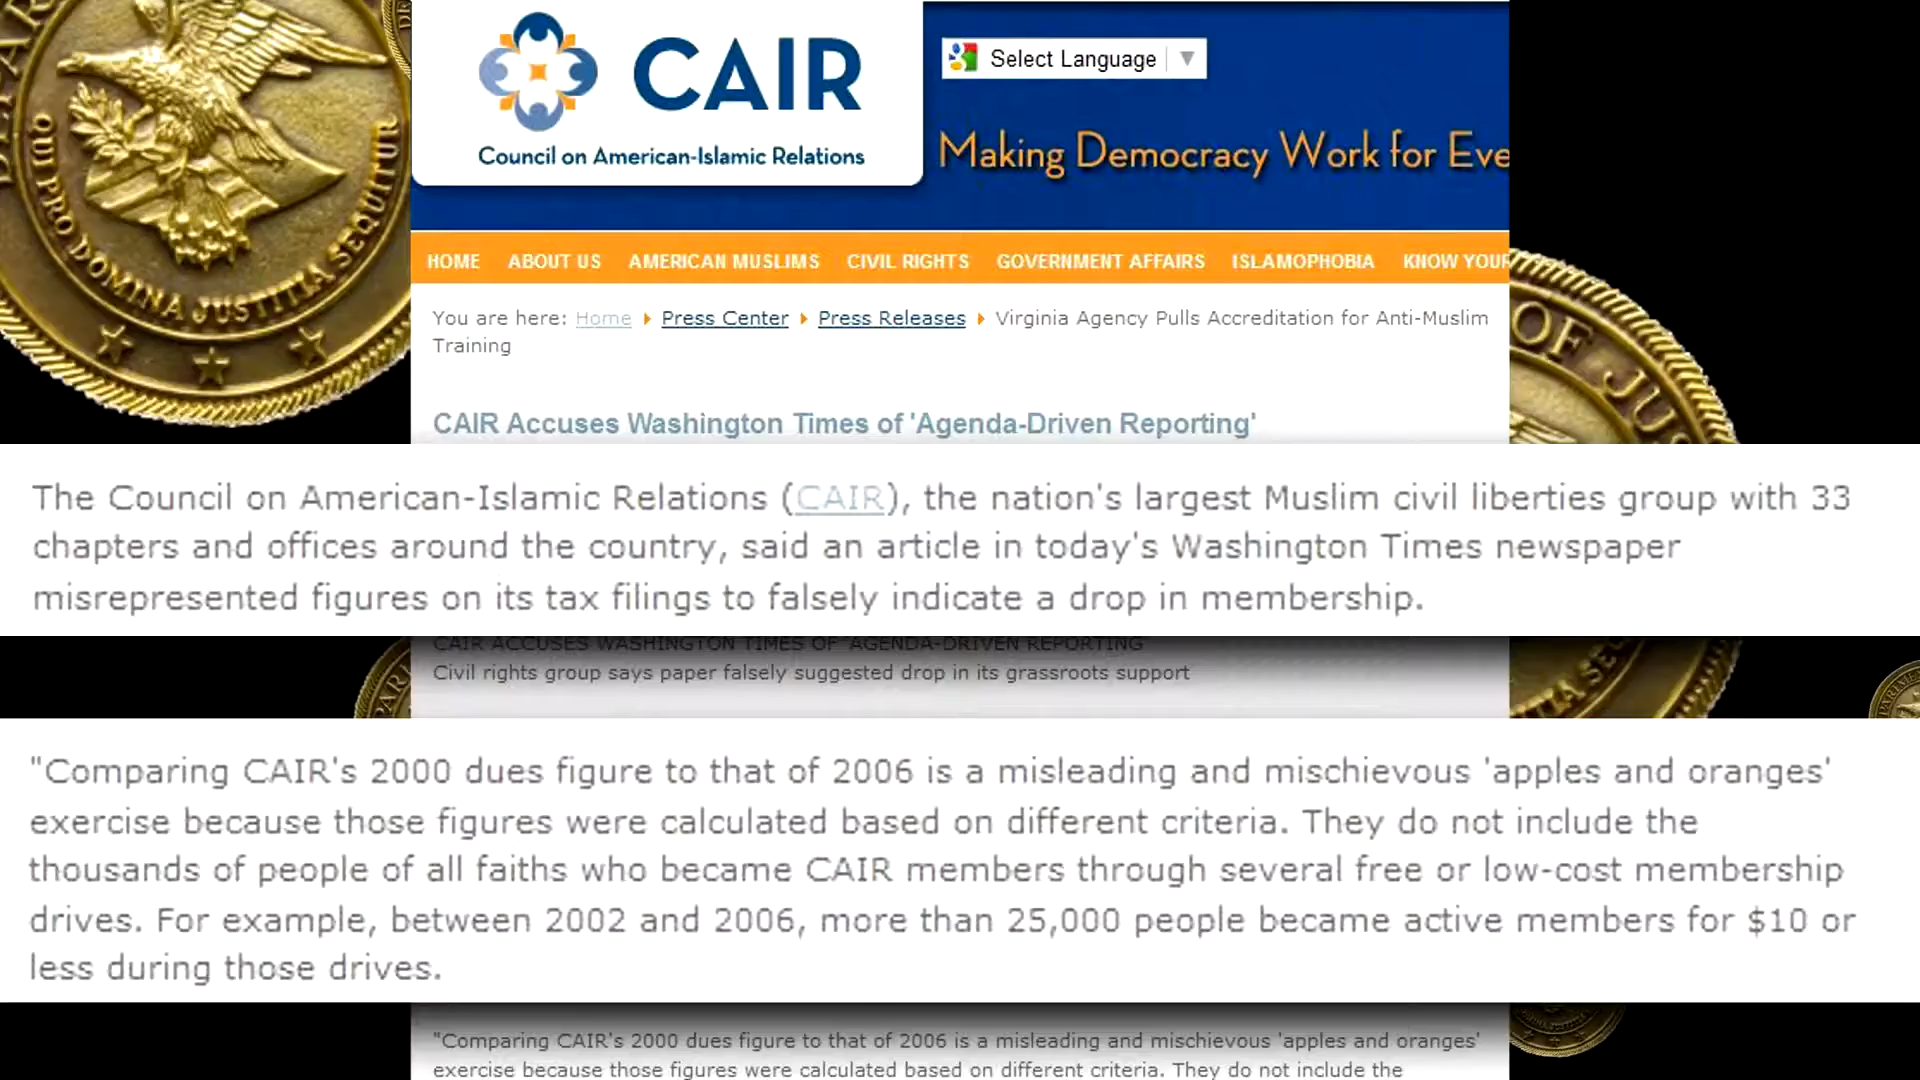 QUI PRO DOMINA JUSTITIA SEQUITUR
CAIR
Council on American-Islamic Relations
Select Language
Making Democracy Work for Eve
HOME ABOUT US AMERICAN MUSLIMS CIVIL RIGHTS GOVERNMENT AFFAIRS ISLAMOPHOBIA KNOW YOUR
You are here: Home Press Center Press Releases Virginia Agency Pulls Accreditation for Anti-Muslim
Training
OF JUS
CAIR Accuses Washington Times of 'Agenda-Driven Reporting'
The Council on American-Islamic Relations (CAIR), the nation's largest Muslim civil liberties group with 33
chapters and offices around the country, said an article in today's Washington Times newspaper
misrepresented figures on its tax filings to falsely indicate a drop in membership.
CAIR ACCUSES WASHINGTON TIMES OF 'AGENDA-DRIVEN REPORTING'
Civil rights group says paper falsely suggested drop in its grassroots support
"Comparing CAIR's 2000 dues figure to that of 2006 is a misleading and mischievous 'apples and oranges'
exercise because those figures were calculated based on different criteria. They do not include the
thousands of people of all faiths who became CAIR members through several free or low-cost membership
drives. For example, between 2002 and 2006, more than 25,000 people became active members for $10 or
less during those drives.
"Comparing CAIR's 2000 dues figure to that of 2006 is a misleading and mischievous 'apples and oranges'
exercise because those figures were calculated based on different criteria. They do not include the